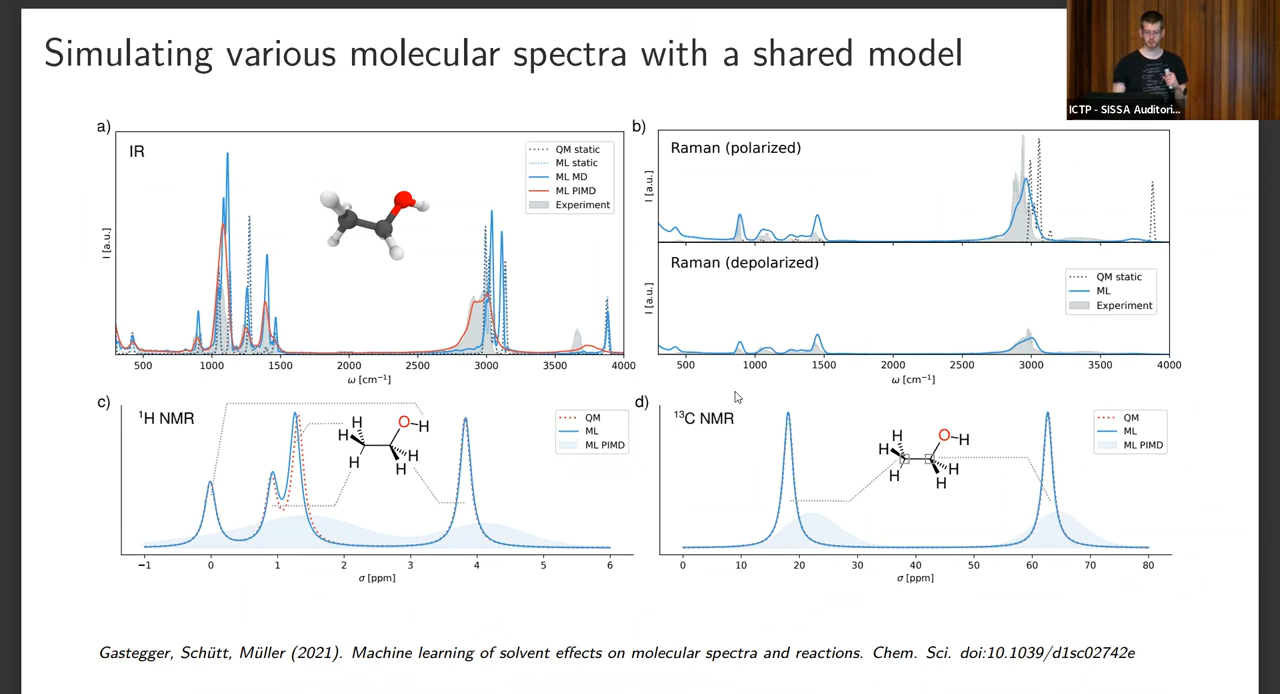 Simulating various molecular spectra with a shared model
ICTP - SISSA Auditori...
a)
IR
QM static
ML static
ML MD
ML PIMD
Experiment
I [a.u.]
500 1000 1500 2000 2500 3000 3500 4000
ω [cm⁻¹]
b)
Raman (polarized)
I [a.u.]
Raman (depolarized)
QM static
ML
Experiment
I [a.u.]
500 1000 1500 2000 2500 3000 3500 4000
ω [cm⁻¹]
c)
¹H NMR
H
H
O-H
H
H
H
QM
ML
ML PIMD
−1 0 1 2 3 4 5 6
σ [ppm]
d)
¹³C NMR
H
H
O-H
H
H
H
QM
ML
ML PIMD
0 10 20 30 40 50 60 70 80
σ [ppm]
Gastegger, Schütt, Müller (2021). Machine learning of solvent effects on molecular spectra and reactions. Chem. Sci. doi:10.1039/d1sc02742e